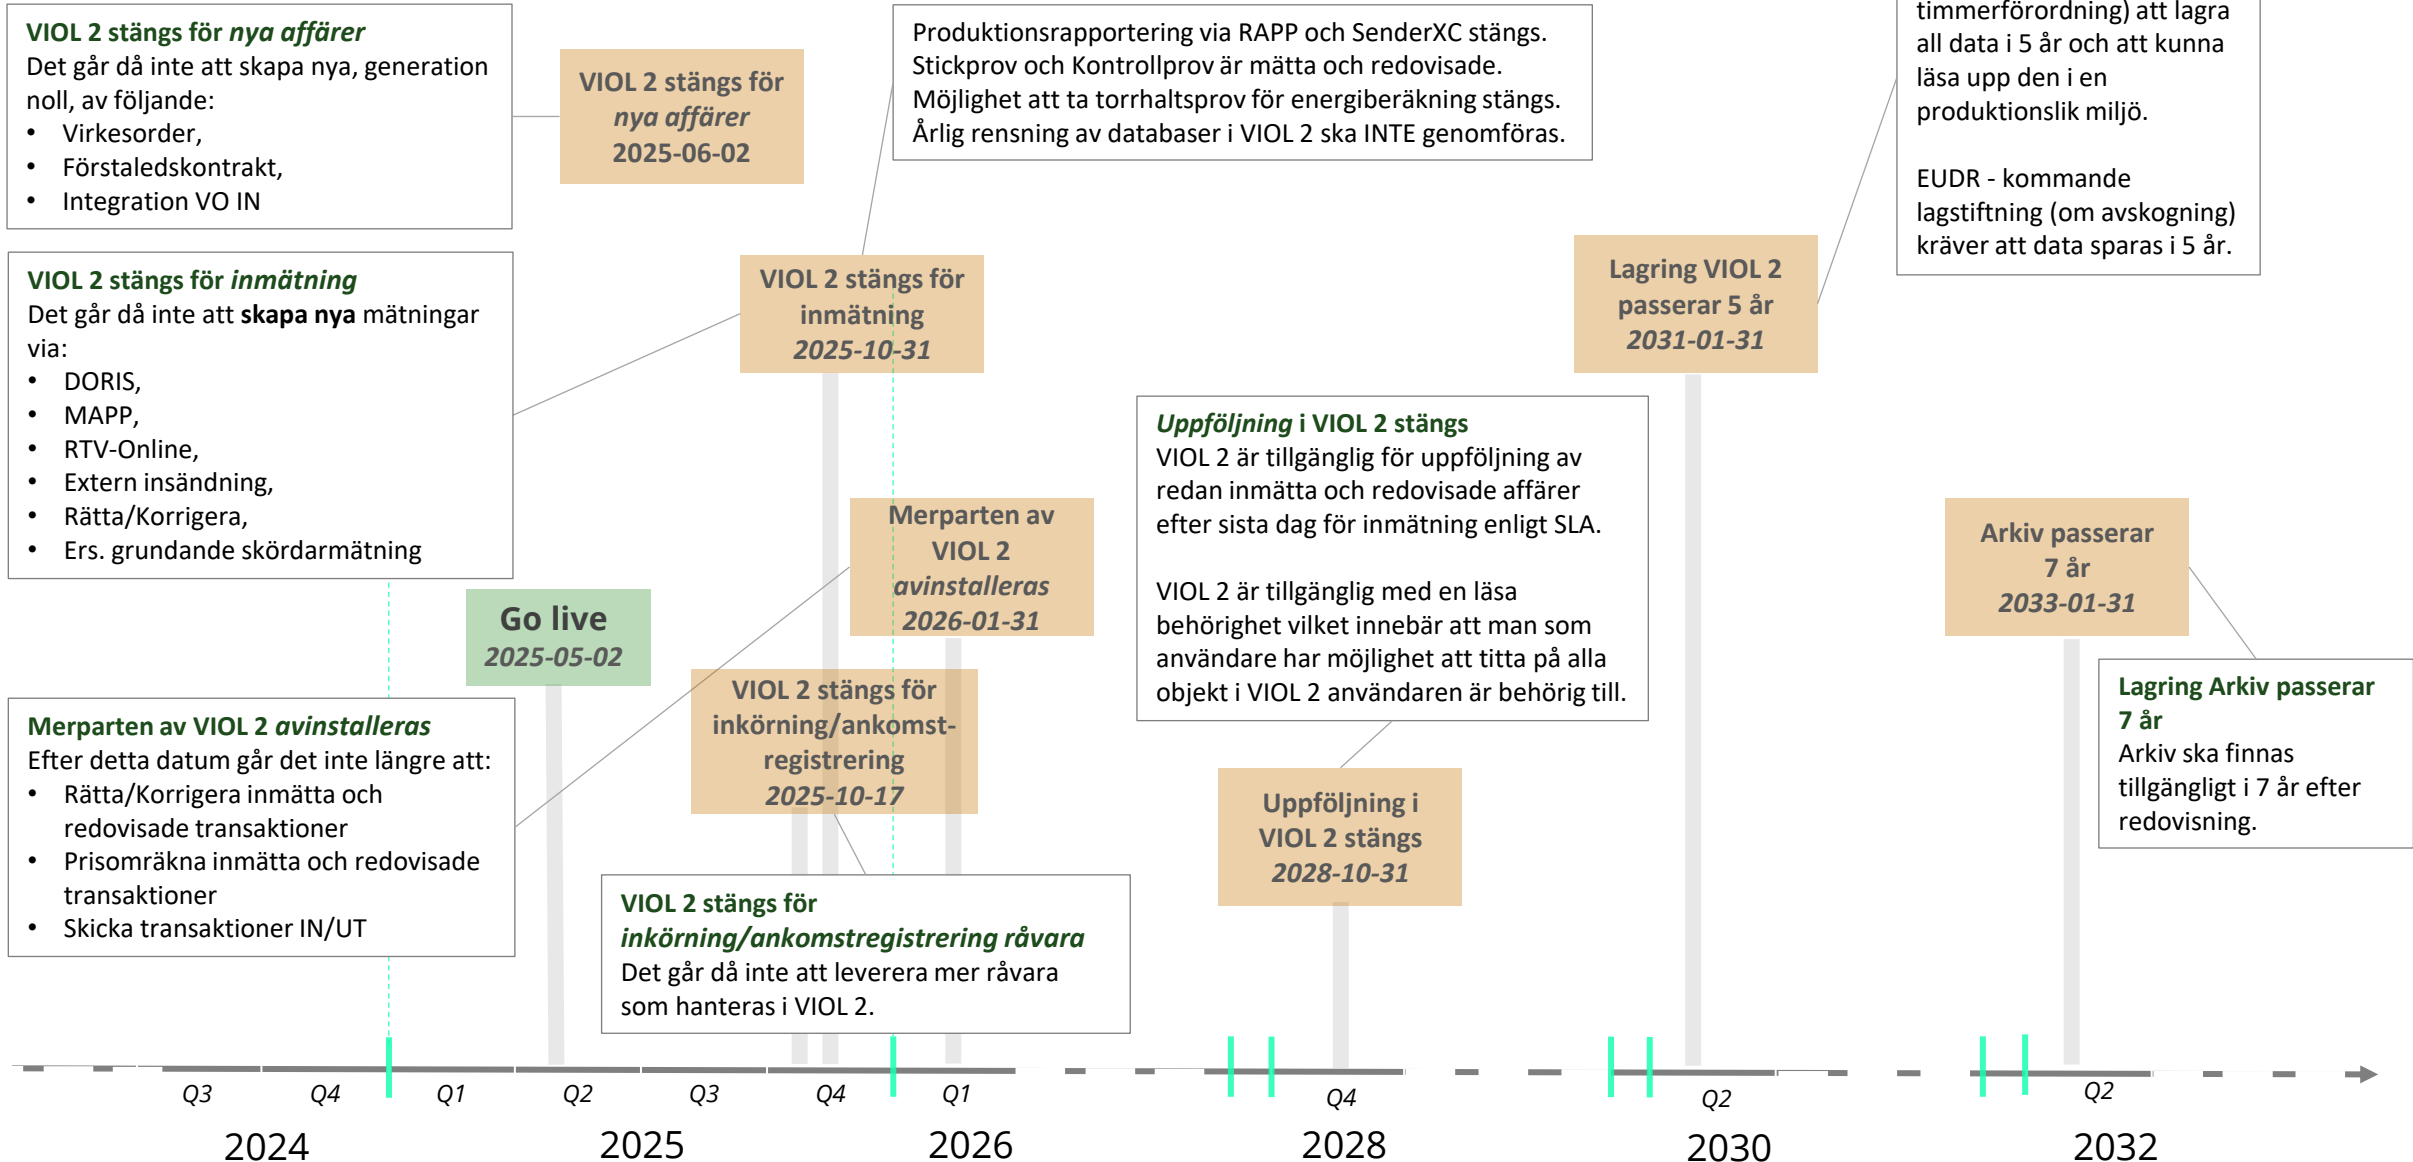 VIOL 2 stängs för nya affärer
Det går då inte att skapa nya, generation
noll, av följande:
• Virkesorder,
• Förstaledskontrakt,
• Integration VO IN
VIOL 2 stängs för
nya affärer
2025-06-02
Produktionsrapportering via RAPP och SenderXC stängs.
Stickprov och Kontrollprov är mätta och redovisade.
Möjlighet att ta torrhaltsprov för energiberäkning stängs.
Årlig rensning av databaser i VIOL 2 ska INTE genomföras.
timmerförordning) att lagra
all data i 5 år och att kunna
läsa upp den i en
produktionslik miljö.
EUDR - kommande
lagstiftning (om avskogning)
kräver att data sparas i 5 år.
VIOL 2 stängs för inmätning
Det går då inte att skapa nya mätningar
via:
• DORIS,
• MAPP,
• RTV-Online,
• Extern insändning,
• Rätta/Korrigera,
• Ers. grundande skördarmätning
VIOL 2 stängs för
inmätning
2025-10-31
Lagring VIOL 2
passerar 5 år
2031-01-31
Uppföljning i VIOL 2 stängs
VIOL 2 är tillgänglig för uppföljning av
redan inmätta och redovisade affärer
efter sista dag för inmätning enligt SLA.
VIOL 2 är tillgänglig med en läsa
behörighet vilket innebär att man som
användare har möjlighet att titta på alla
objekt i VIOL 2 användaren är behörig till.
Merparten av
VIOL 2
avinstalleras
2026-01-31
Arkiv passerar
7 år
2033-01-31
Go live
2025-05-02
VIOL 2 stängs för
inkörning/ankomst-
registrering
2025-10-17
Lagring Arkiv passerar
7 år
Arkiv ska finnas
tillgängligt i 7 år efter
redovisning.
Merparten av VIOL 2 avinstalleras
Efter detta datum går det inte längre att:
• Rätta/Korrigera inmätta och
redovisade transaktioner
• Prisomräkna inmätta och redovisade
transaktioner
• Skicka transaktioner IN/UT
Uppföljning i
VIOL 2 stängs
2028-10-31
VIOL 2 stängs för
inkörning/ankomstregistrering råvara
Det går då inte att leverera mer råvara
som hanteras i VIOL 2.
Q3 Q4 Q1 Q2 Q3 Q4 Q1 Q4 Q2 Q2
2024 2025 2026 2028 2030 2032